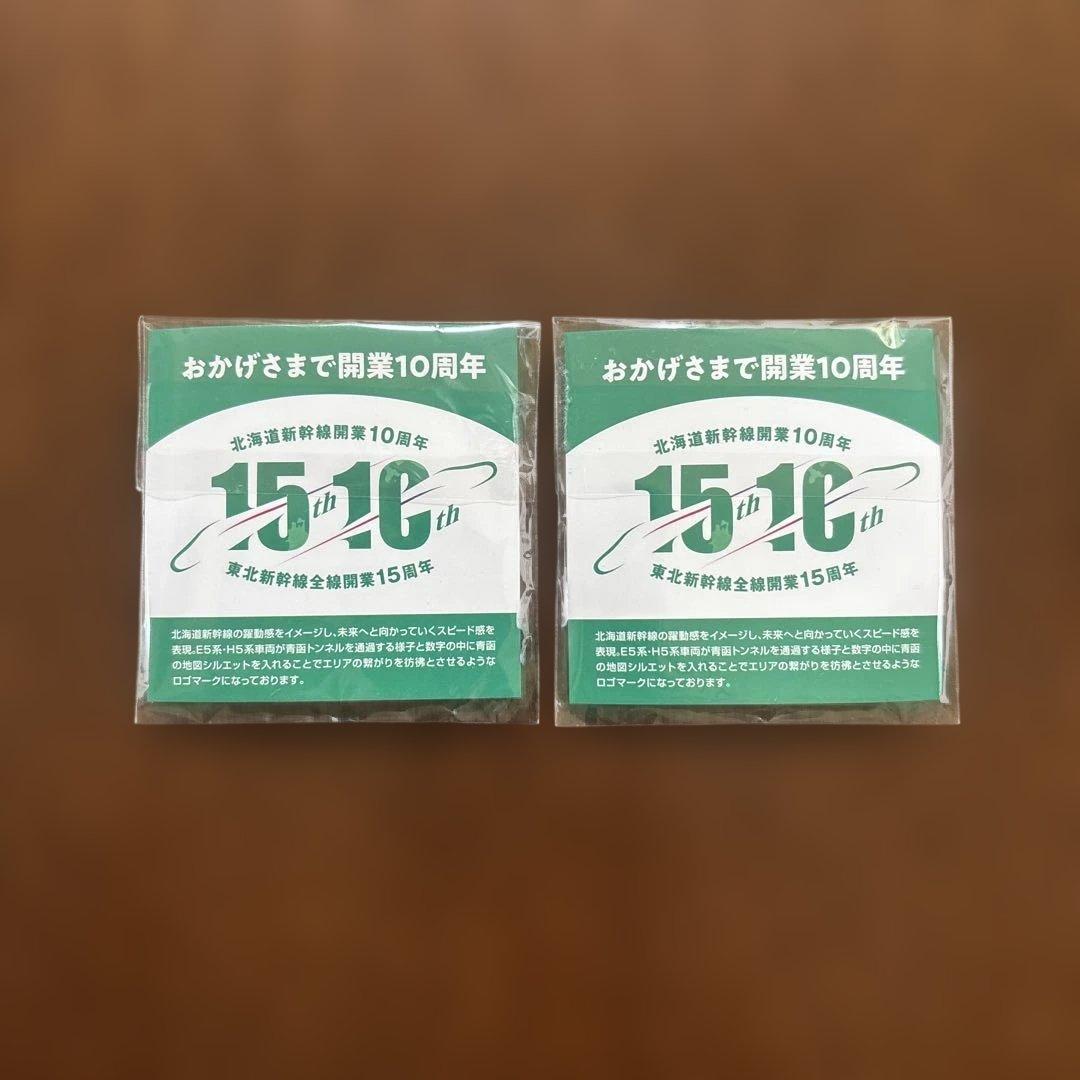 おかげさまで開業10周年
北海道新幹線開業10周年
15th 10th
東北新幹線全線開業15周年
北海道新幹線の躍動感をイメージし、未来へと向かっていくスピード感を
表現。E5系・H5系車両が青函トンネルを通過する様子と数字の中に青函
の地図シルエットを入れることでエリアの繋がりを彷彿とさせるような
ロゴマークになっております。
おかげさまで開業10周年
北海道新幹線開業10周年
15th 10th
東北新幹線全線開業15周年
北海道新幹線の躍動感をイメージし、未来へと向かっていくスピード感を
表現。E5系・H5系車両が青函トンネルを通過する様子と数字の中に青函
の地図シルエットを入れることでエリアの繋がりを彷彿とさせるような
ロゴマークになっております。